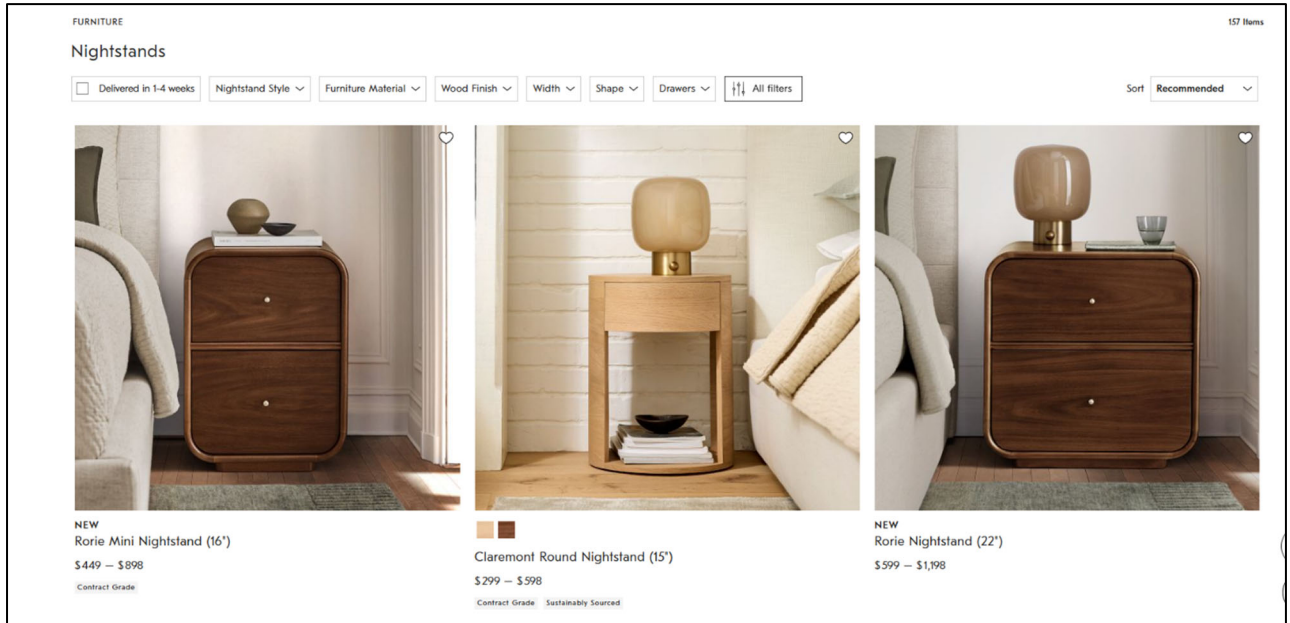 FURNITURE
157 Items
Nightstands
Delivered in 1-4 weeks
Nightstand Style
Furniture Material
Wood Finish
Width
Shape
Drawers
All filters
Sort
Recommended
NEW
Rorie Mini Nightstand (16")
$449 – $898
Contract Grade
Claremont Round Nightstand (15")
$299 – $598
Contract Grade
Sustainably Sourced
NEW
Rorie Nightstand (22")
$599 – $1,198